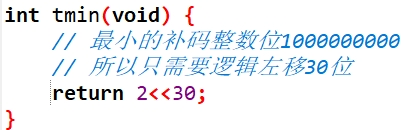 int tmin(void) {
// 最小的补码整数位1000000000
// 所以只需要逻辑左移30位
return 2<<30;
}